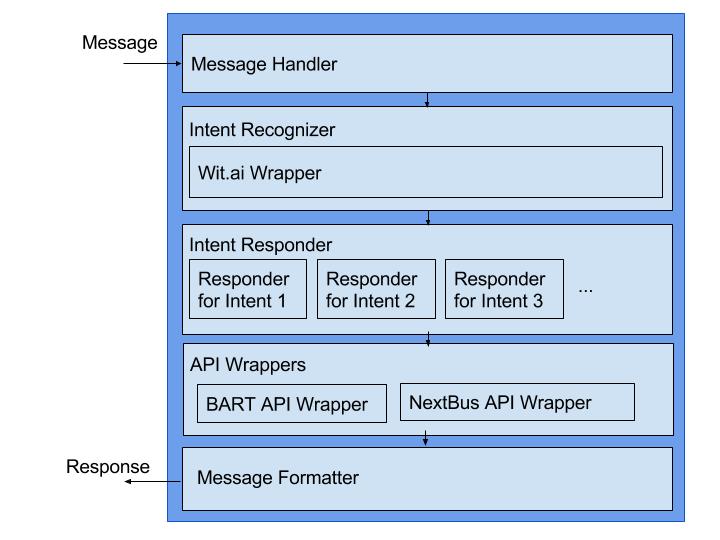 Message
Message Handler
Intent Recognizer
Wit.ai Wrapper
Intent Responder
Responder
for Intent 1
Responder
for Intent 2
Responder
for Intent 3
...
API Wrappers
BART API Wrapper
NextBus API Wrapper
Response
Message Formatter